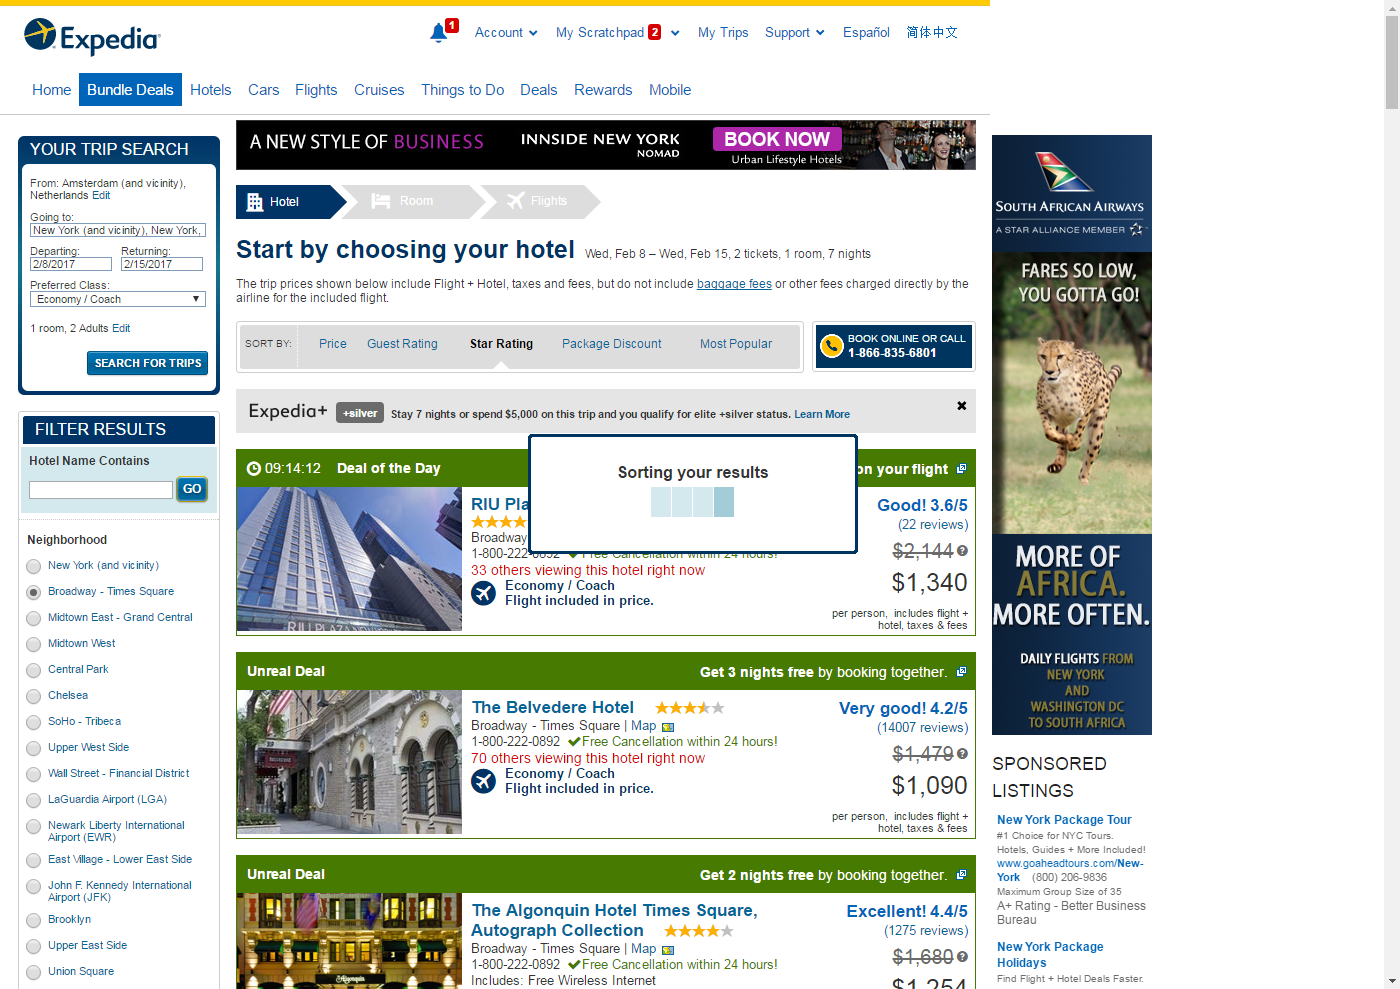 Expedia
1
Account
My Scratchpad 2
My Trips
Support
Español
简体中文
Home
Bundle Deals
Hotels
Cars
Flights
Cruises
Things to Do
Deals
Rewards
Mobile
YOUR TRIP SEARCH
From: Amsterdam (and vicinity),
Netherlands Edit
Going to:
New York (and vicinity), New York,
Departing:
Returning:
2/8/2017
2/15/2017
Preferred Class:
Economy / Coach
1 room, 2 Adults Edit
SEARCH FOR TRIPS
FILTER RESULTS
Hotel Name Contains
GO
Neighborhood
New York (and vicinity)
Broadway - Times Square
Midtown East - Grand Central
Midtown West
Central Park
Chelsea
SoHo - Tribeca
Upper West Side
Wall Street - Financial District
LaGuardia Airport (LGA)
Newark Liberty International
Airport (EWR)
East Village - Lower East Side
John F. Kennedy International
Airport (JFK)
Brooklyn
Upper East Side
Union Square
A NEW STYLE OF BUSINESS
INNSIDE NEW YORK
NOMAD
BOOK NOW
Urban Lifestyle Hotels
Hotel
Room
Flights
Start by choosing your hotel
Wed, Feb 8 – Wed, Feb 15, 2 tickets, 1 room, 7 nights
The trip prices shown below include Flight + Hotel, taxes and fees, but do not include baggage fees or other fees charged directly by the
airline for the included flight.
SORT BY:
Price
Guest Rating
Star Rating
Package Discount
Most Popular
BOOK ONLINE OR CALL
1-866-835-6801
Expedia+
+silver
Stay 7 nights or spend $5,000 on this trip and you qualify for elite +silver status. Learn More
Sorting your results
09:14:12
Deal of the Day
on your flight
RIU Pla
Broadway
1-800-222-0892
Free Cancellation within 24 hours!
33 others viewing this hotel right now
Economy / Coach
Flight included in price.
RIU PLAZA
Good! 3.6/5
(22 reviews)
$2,144
$1,340
per person, includes flight +
hotel, taxes & fees
Unreal Deal
Get 3 nights free by booking together.
The Belvedere Hotel
Broadway - Times Square | Map
1-800-222-0892
Free Cancellation within 24 hours!
70 others viewing this hotel right now
Economy / Coach
Flight included in price.
Very good! 4.2/5
(14007 reviews)
$1,479
$1,090
per person, includes flight +
hotel, taxes & fees
Unreal Deal
Get 2 nights free by booking together.
The Algonquin Hotel Times Square,
Autograph Collection
Broadway - Times Square | Map
1-800-222-0892
Free Cancellation within 24 hours!
Includes: Free Wireless Internet
Algonquin
Excellent! 4.4/5
(1275 reviews)
$1,680
$1,254
SOUTH AFRICAN AIRWAYS
A STAR ALLIANCE MEMBER
FARES SO LOW,
YOU GOTTA GO!
MORE OF
AFRICA.
MORE OFTEN.
DAILY FLIGHTS FROM
NEW YORK
AND
WASHINGTON DC
TO SOUTH AFRICA
SPONSORED
LISTINGS
New York Package Tour
#1 Choice for NYC Tours.
Hotels, Guides + More Included!
www.goaheadtours.com/New-
York (800) 206-9836
Maximum Group Size of 35
A+ Rating - Better Business
Bureau
New York Package
Holidays
Find Flight + Hotel Deals Faster.